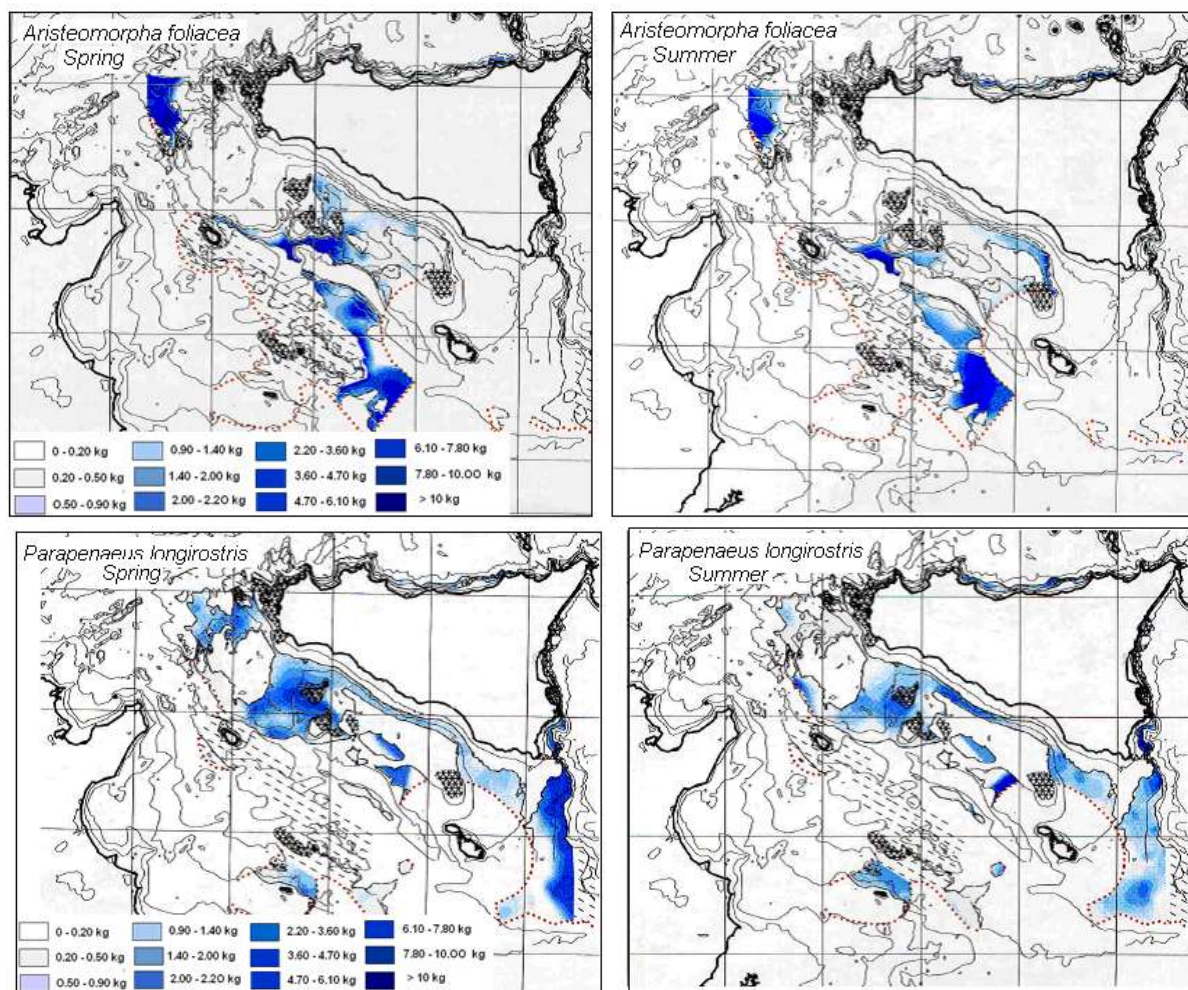 Aristeomorpha foliacea
Spring
Aristeomorpha foliacea
Summer
0 - 0.20 kg
0.90 - 1.40 kg
2.20 - 3.60 kg
6.10 - 7.80 kg
0.20 - 0.50 kg
1.40 - 2.00 kg
3.60 - 4.70 kg
7.80 - 10.OO kg
O.50 - 0.90 kg
2.00 - 2.2O kg
4.70 - 6.10 kg
> 10 kg
Parapenaeus longirostris
Spring
Parapenaeus longirostris
Summer
0 - 0.20 kg
0.90 - 1.40 kg
2.20 - 3.60 kg
6.10 - 7.80 kg
0.20 - 0.50 kg
1.40 - 2.00 kg
3.60 - 4.70 kg
7.80 - 10.OO kg
O.50 - 0.90 kg
2.00 - 2.2O kg
4.70 - 6.10 kg
> 10 kg